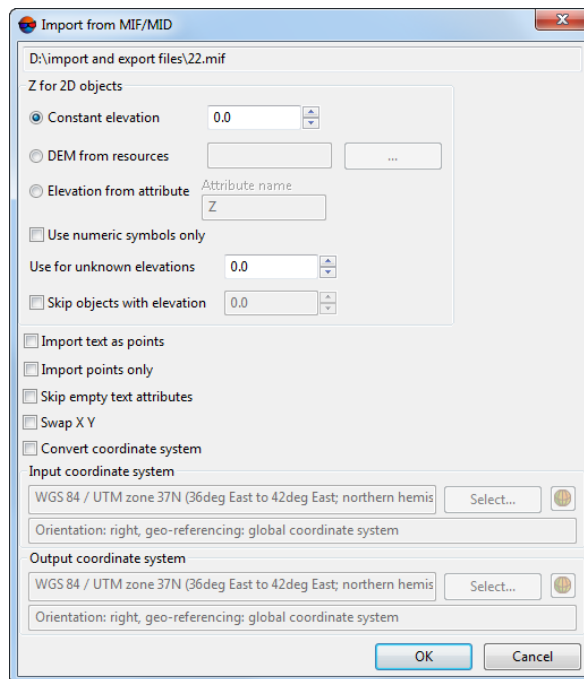 Import from MIF/MID
D:\import and export files\22.mif
Z for 2D objects
Constant elevation 0.0
DEM from resources ...
Elevation from attribute Attribute name
Z
Use numeric symbols only
Use for unknown elevations 0.0
Skip objects with elevation 0.0
Import text as points
Import points only
Skip empty text attributes
Swap X Y
Convert coordinate system
Input coordinate system
WGS 84 / UTM zone 37N (36deg East to 42deg East; northern hemis Select...
Orientation: right, geo-referencing: global coordinate system
Output coordinate system
WGS 84 / UTM zone 37N (36deg East to 42deg East; northern hemis Select...
Orientation: right, geo-referencing: global coordinate system
OK Cancel